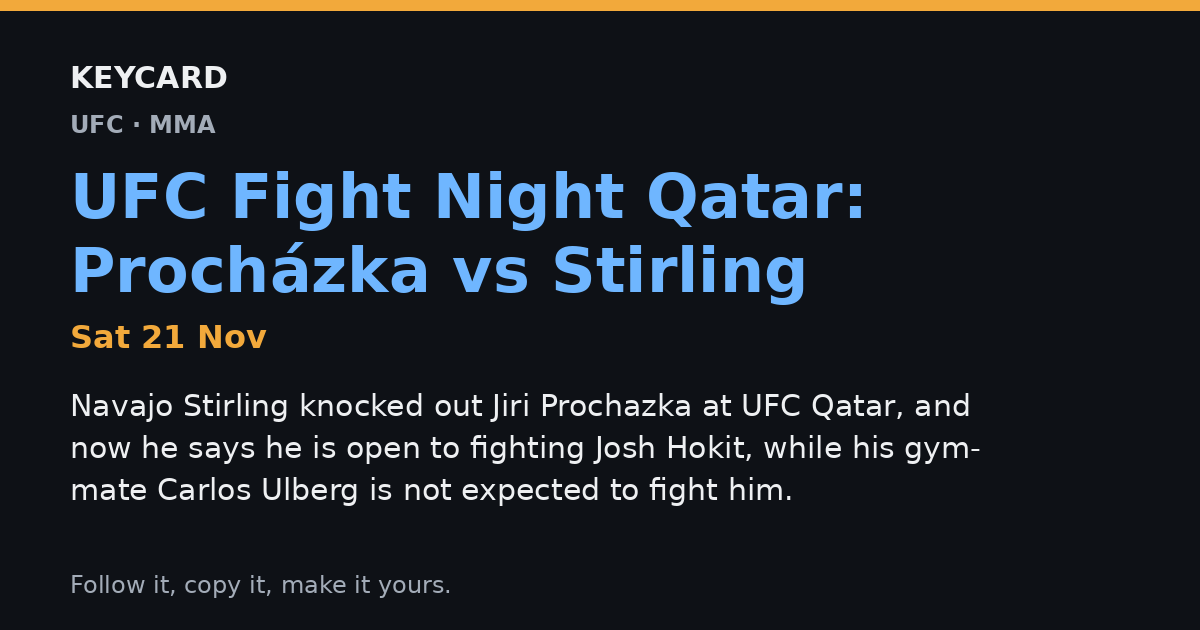 KEYCARD
UFC · MMA
UFC Fight Night Qatar:
Procházka vs Stirling
Sat 21 Nov
Navajo Stirling knocked out Jiri Prochazka at UFC Qatar, and
now he says he is open to fighting Josh Hokit, while his gym-
mate Carlos Ulberg is not expected to fight him.
Follow it, copy it, make it yours.